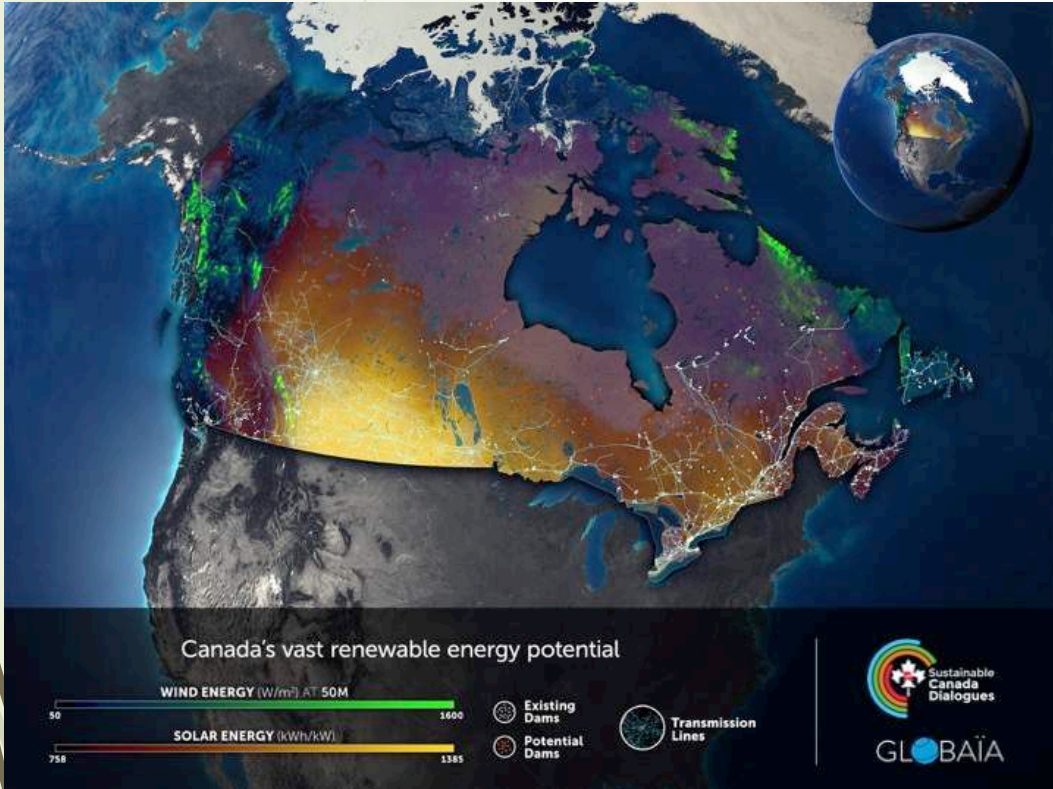 Canada's vast renewable energy potential
WIND ENERGY (W/m²) AT 50M
50 1600
SOLAR ENERGY (kWh/kW)
758 1385
Existing
Dams
Potential
Dams
Transmission
Lines
Sustainable
Canada
Dialogues
GLOBAÏA